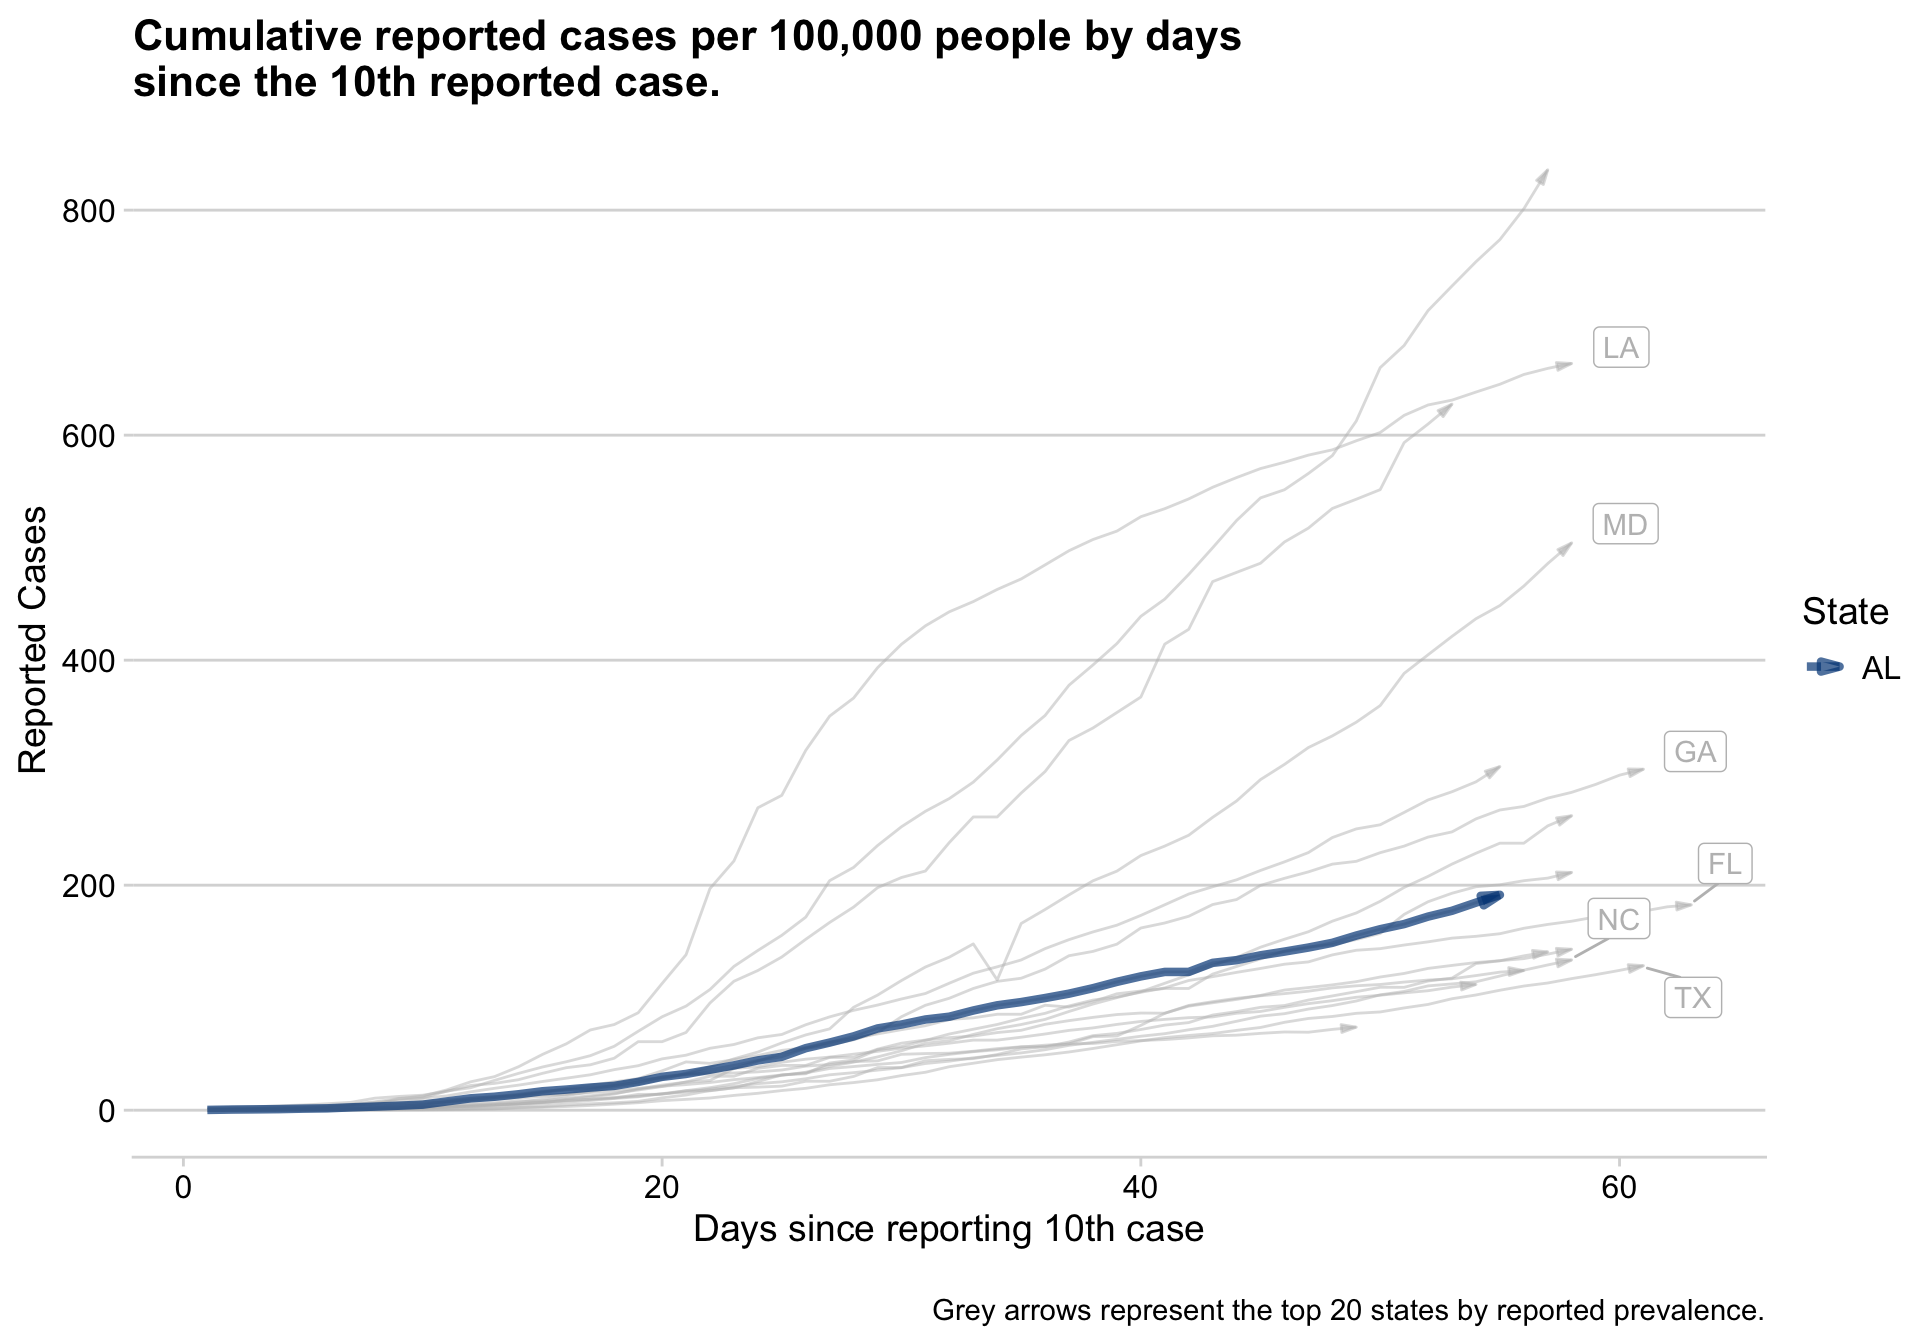 Cumulative reported cases per 100,000 people by days
since the 10th reported case.
800
600
400
200
0
Reported Cases
LA
MD
GA
FL
NC
TX
State
AL
0
20
40
60
Days since reporting 10th case
Grey arrows represent the top 20 states by reported prevalence.